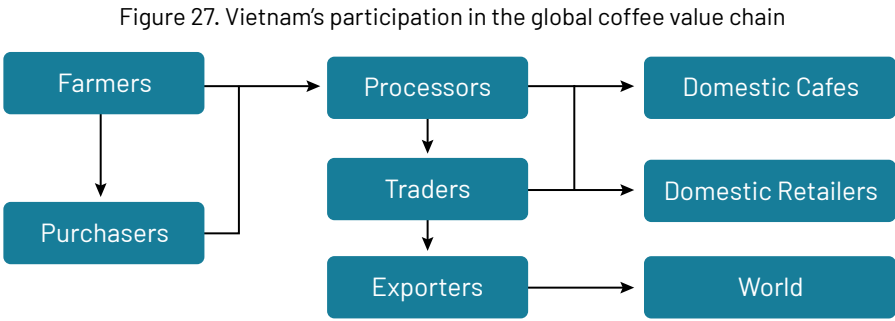 Figure 27. Vietnam’s participation in the global coffee value chain
Farmers
Processors
Domestic Cafes
Traders
Domestic Retailers
Purchasers
Exporters
World